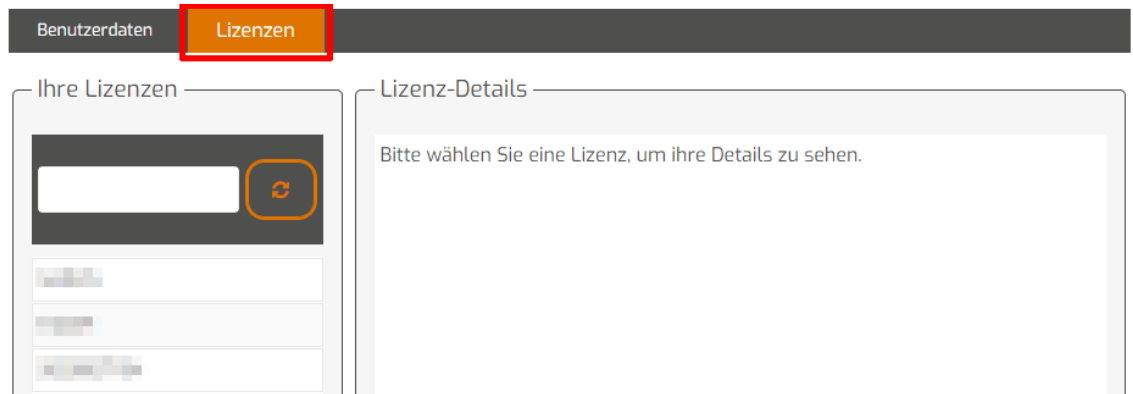 Benutzerdaten
Lizenzen
Ihre Lizenzen
Lizenz-Details
Bitte wählen Sie eine Lizenz, um ihre Details zu sehen.